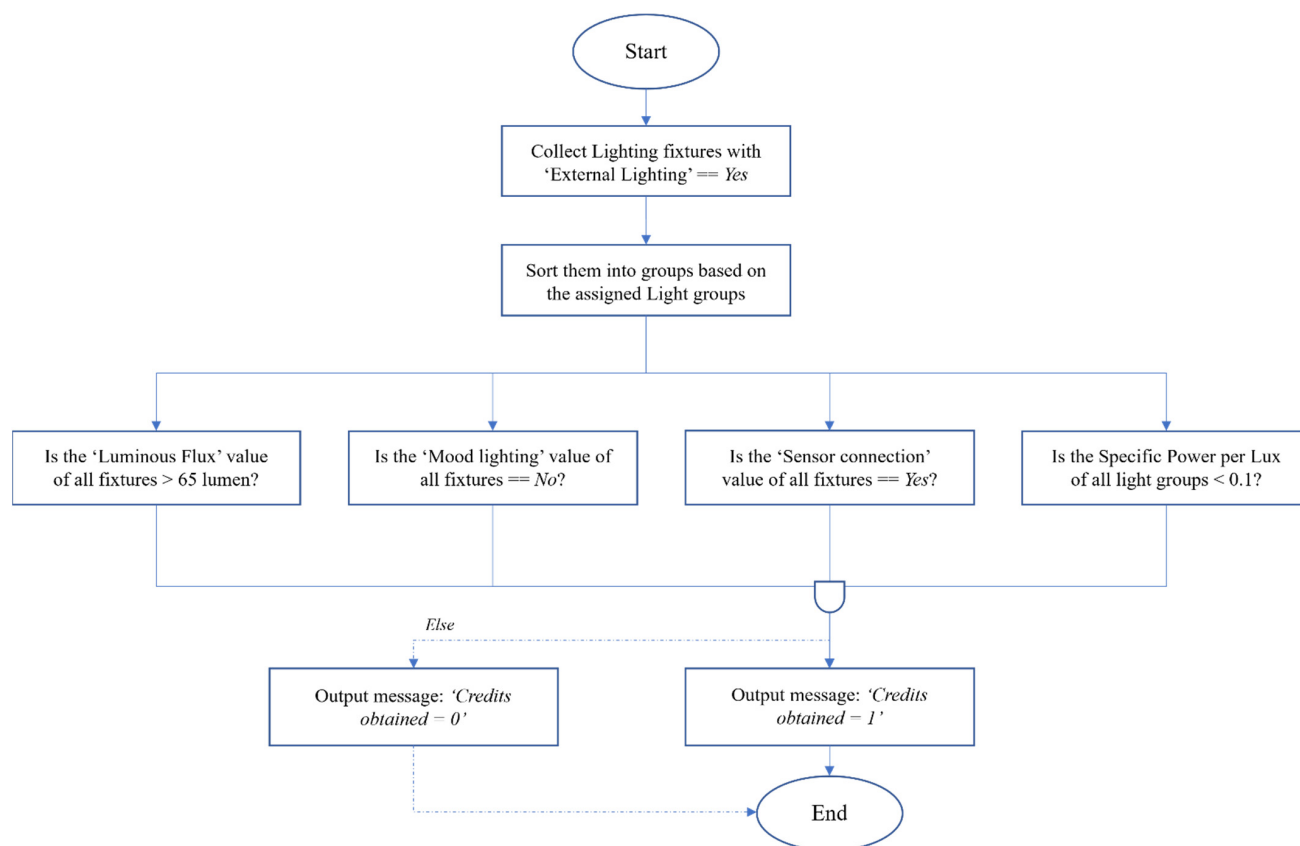 Start
Collect Lighting fixtures with
‘External Lighting’ == Yes
Sort them into groups based on
the assigned Light groups
Is the ‘Luminous Flux’ value
of all fixtures > 65 lumen?
Is the ‘Mood lighting’ value of
all fixtures == No?
Is the ‘Sensor connection’
value of all fixtures == Yes?
Is the Specific Power per Lux
of all light groups < 0.1?
Else
Output message: ‘Credits
obtained = 0’
Output message: ‘Credits
obtained = 1’
End